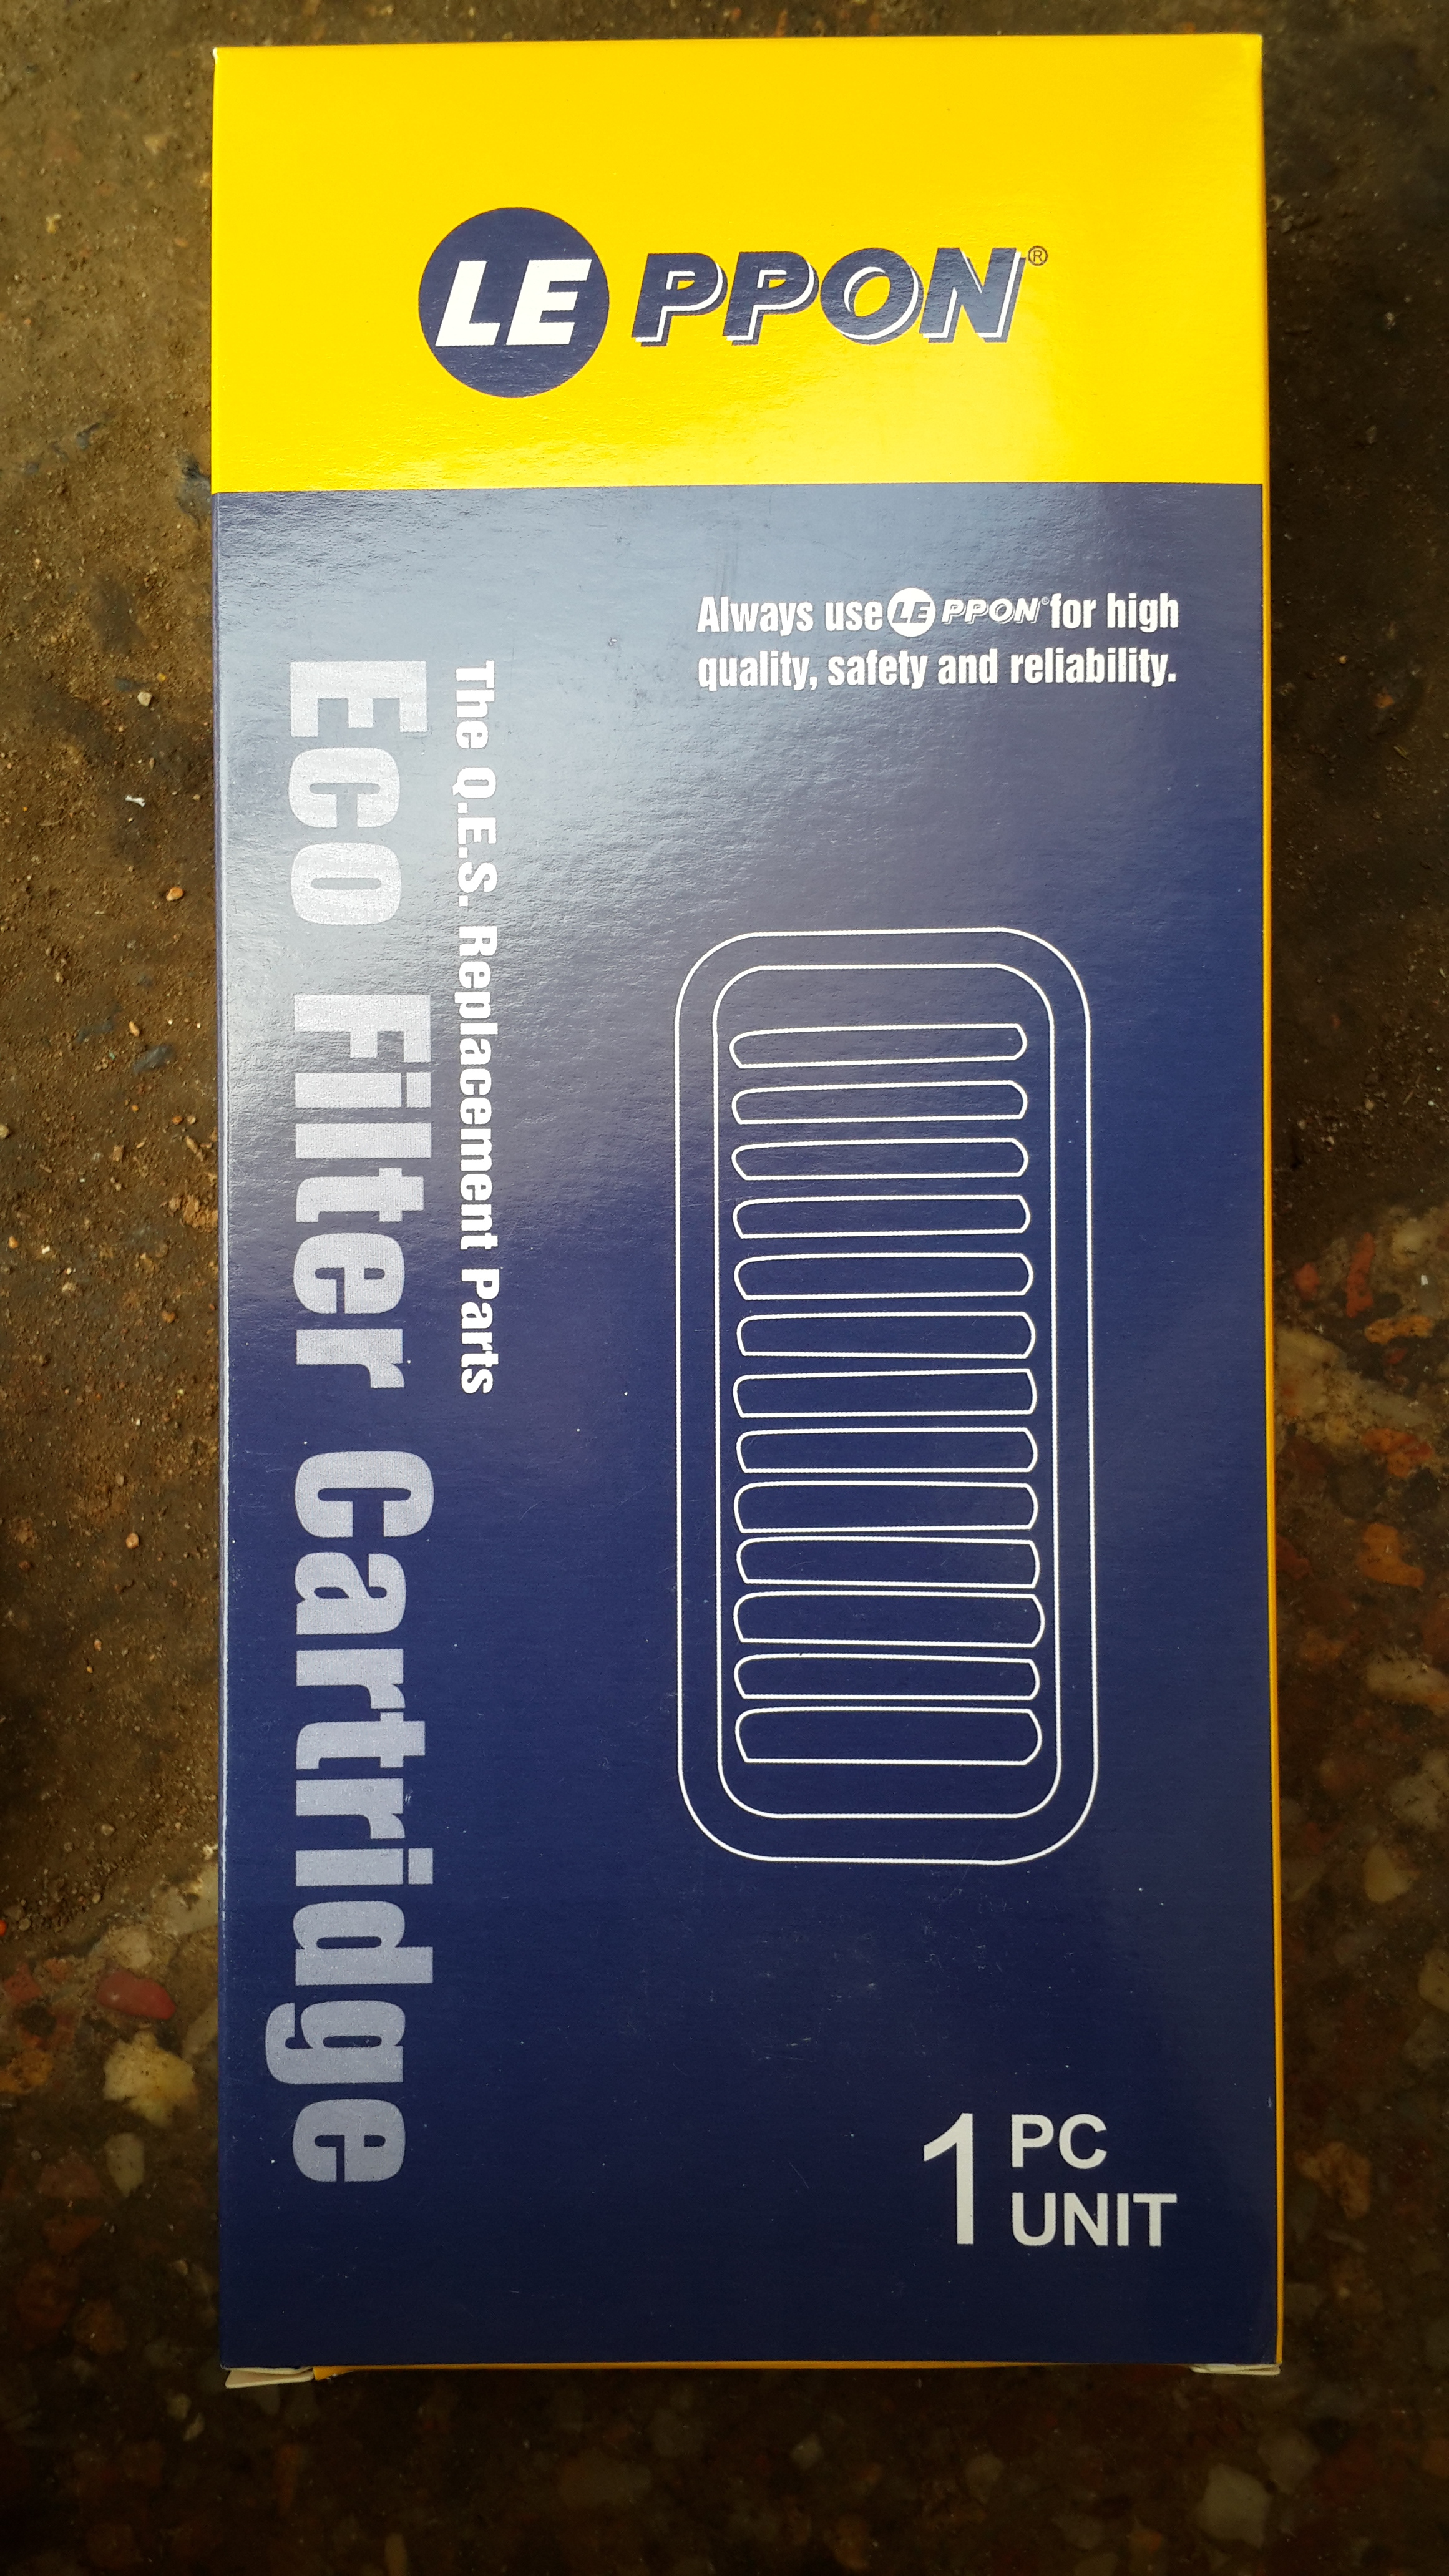 LE PPON®
Always use LE PPON® for high
quality, safety and reliability.
The Q.E.S. Replacement Parts
Eco Filter Cartridge
1 PC
UNIT